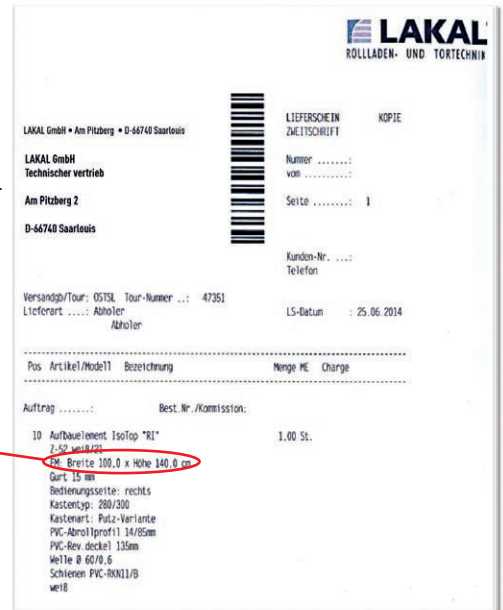 LAKAL
ROLLLADEN- UND TORTECHNIK
LIEFERSCHEIN KOPIE
ZWEITSCHRIFT
LAKAL GmbH • Am Pitzberg • D-66740 Saarlouis
LAKAL GmbH
Technischer vertrieb
Nummer ......:
vom ..........:
Am Pitzberg 2
Seite ........: 1
D-66740 Saarlouis
Kunden-Nr. ...:
Telefon
Versandgb/Tour: OSTSL Tour-Nummer ..: 47351
Lieferart ....: Abholer
Abholer
LS-Datum : 25.06.2014
Pos Artikel/Modell Bezeichnung Menge ME Charge
Auftrag .......: Best.Nr./Kommission:
10 Aufbauelement IsoTop "RI" 1,00 St.
Z-52 weiß/21
FM: Breite 100,0 x Höhe 140,0 cm
Gurt 15 mm
Bedienungsseite: rechts
Kastentyp: 280/300
Kastenart: Putz-Variante
PVC-Abrollprofil 14/85mm
PVC-Rev.deckel 135mm
Welle Ø 60/0,6
Schienen PVC-RKN11/B
weiß